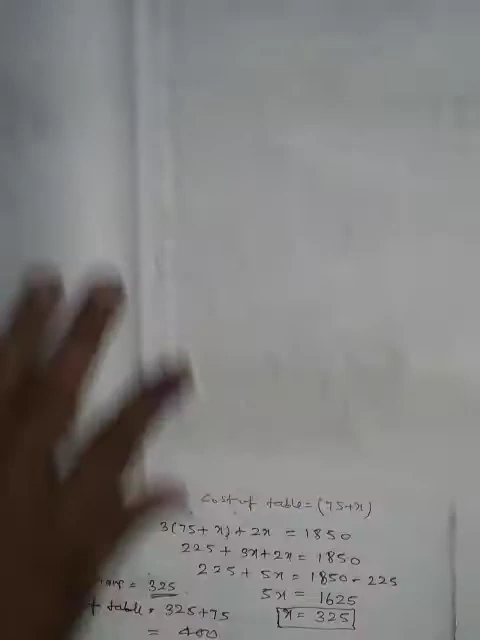 Cost of table = (75+x)
3(75+x)+2x = 1850
225 + 3x+2x = 1850
225 + 5x = 1850 - 225
5x = 1625
x = 325
= 325
table = 325+75
= 400